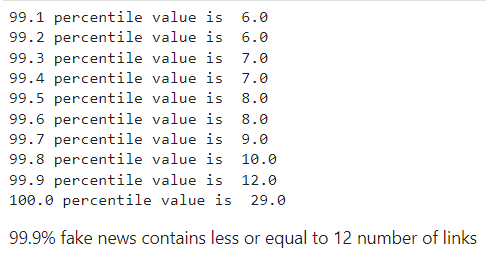 99.1 percentile value is  6.0
99.2 percentile value is  6.0
99.3 percentile value is  7.0
99.4 percentile value is  7.0
99.5 percentile value is  8.0
99.6 percentile value is  8.0
99.7 percentile value is  9.0
99.8 percentile value is  10.0
99.9 percentile value is  12.0
100.0 percentile value is  29.0
99.9% fake news contains less or equal to 12 number of links